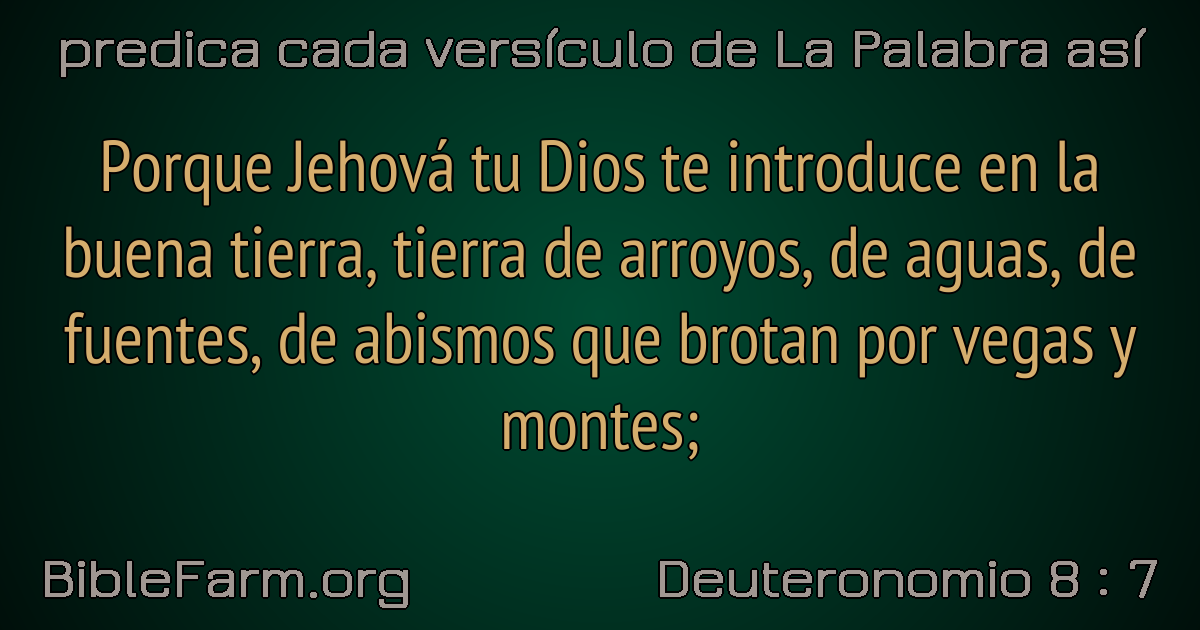 predica cada versículo de La Palabra así
Porque Jehová tu Dios te introduce en la
buena tierra, tierra de arroyos, de aguas, de
fuentes, de abismos que brotan por vegas y
montes;
BibleFarm.org
Deuteronomio 8 : 7